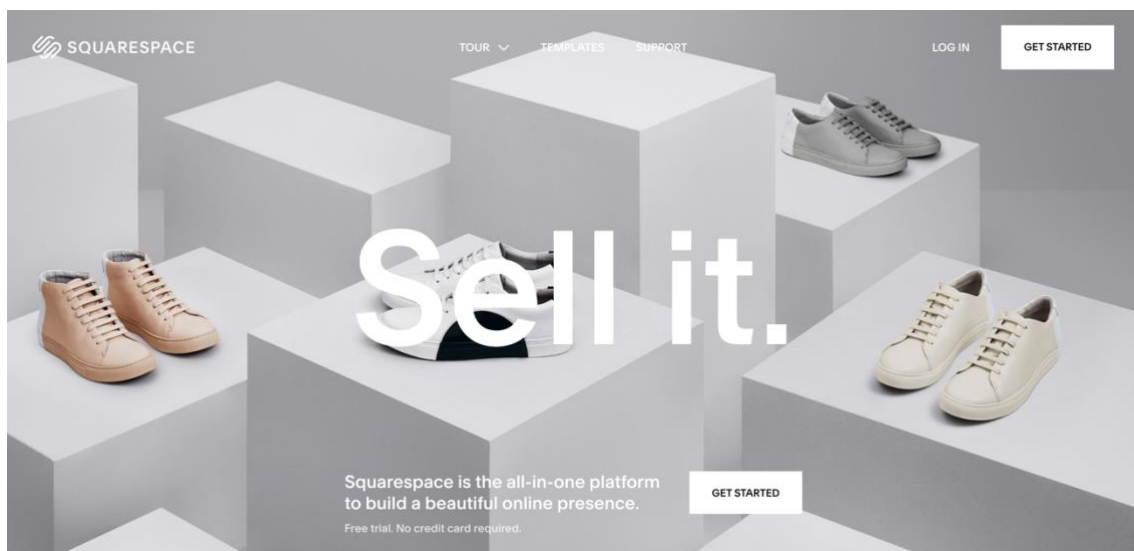 SQUARESPACE
TOUR
TEMPLATES
SUPPORT
LOG IN
GET STARTED
Sell it.
Squarespace is the all-in-one platform
to build a beautiful online presence.
GET STARTED
Free trial. No credit card required.